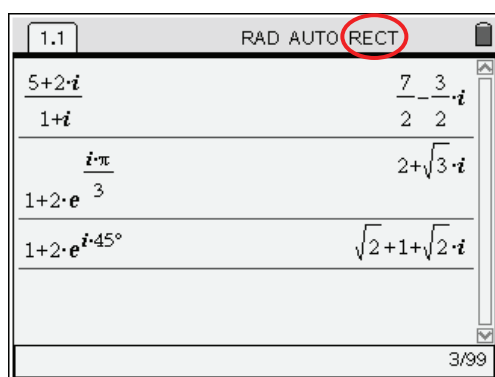 1.1 RAD AUTO RECT
(5+2·i)/(1+i) 7/2−3/2·i
1+2·e^(i·π/3) 2+√3·i
1+2·e^(i·45°) √2+1+√2·i
3/99